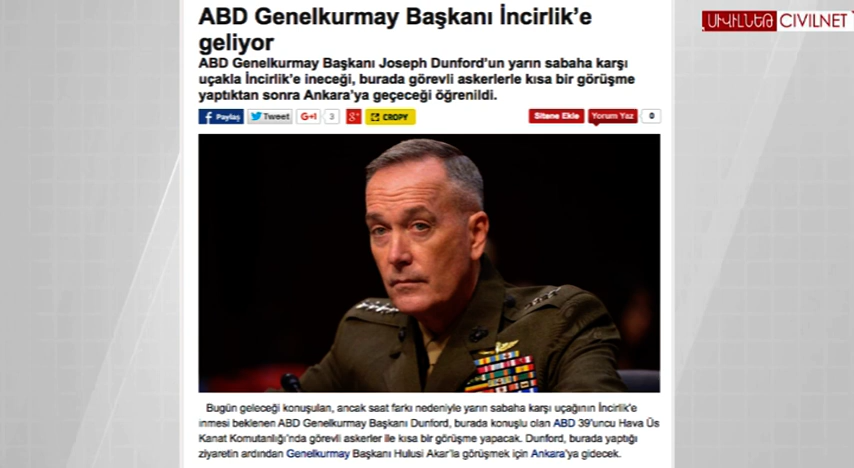 ABD Genelkurmay Başkanı İncirlik’e
geliyor
ABD Genelkurmay Başkanı Joseph Dunford’un yarın sabaha karşı
uçakla İncirlik’e ineceği, burada görevli askerlerle kısa bir görüşme
yaptıktan sonra Ankara’ya geçeceği öğrenildi.
Paylaş Tweet G+1 3 g+ CROPY Sitene Ekle Yorum Yaz 0
ՍԻՎԻԼՆԵԹ CIVILNET
Bugün geleceği konuşulan, ancak saat farkı nedeniyle yarın sabaha karşı uçağının İncirlik’e
inmesi beklenen ABD Genelkurmay Başkanı Dunford, burada konuşlu olan ABD 39’uncu Hava Üs
Kanat Komutanlığı’nda görevli askerler ile kısa bir görüşme yapacak. Dunford, burada yaptığı
ziyaretin ardından Genelkurmay Başkanı Hulusi Akar’la görüşmek için Ankara’ya gidecek.